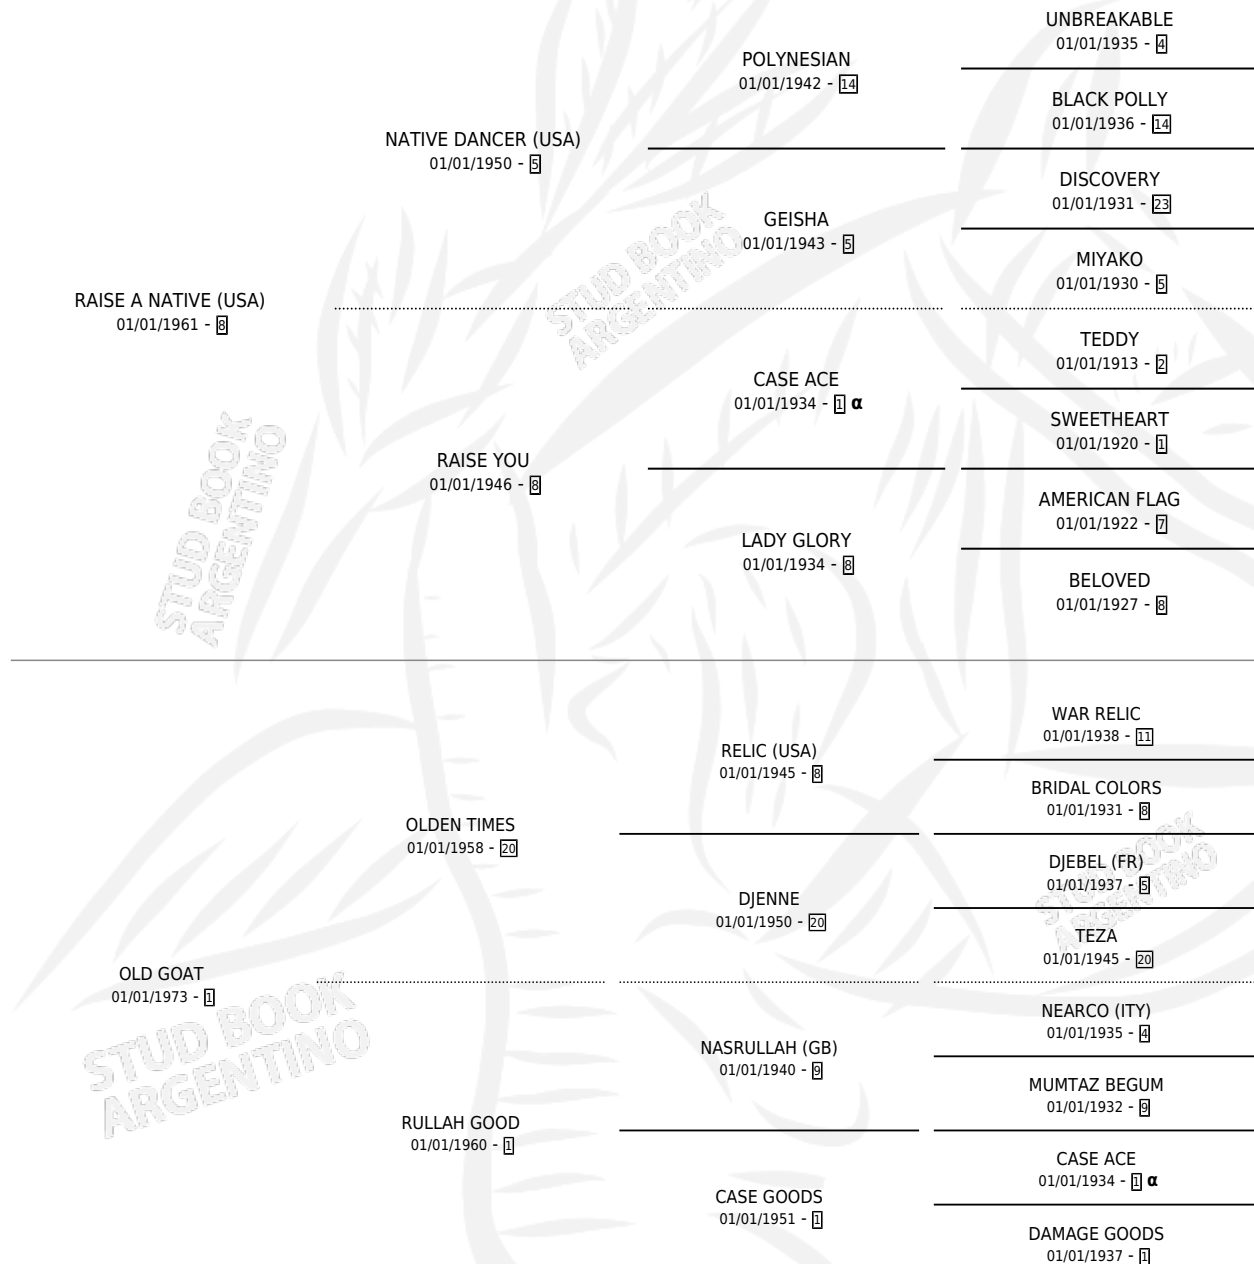 UNBREAKABLE
01/01/1935 - 4
POLYNESIAN
01/01/1942 - 14
BLACK POLLY
01/01/1936 - 14
NATIVE DANCER (USA)
01/01/1950 - 5
DISCOVERY
01/01/1931 - 23
GEISHA
01/01/1943 - 5
MIYAKO
01/01/1930 - 5
RAISE A NATIVE (USA)
01/01/1961 - 8
TEDDY
01/01/1913 - 2
CASE ACE
01/01/1934 - 1 α
SWEETHEART
01/01/1920 - 1
RAISE YOU
01/01/1946 - 8
AMERICAN FLAG
01/01/1922 - 7
LADY GLORY
01/01/1934 - 8
BELOVED
01/01/1927 - 8
STUD BOOK
ARGENTINO
STUD BOOK
ARGENTINO
WAR RELIC
01/01/1938 - 11
RELIC (USA)
01/01/1945 - 8
BRIDAL COLORS
01/01/1931 - 8
OLDEN TIMES
01/01/1958 - 20
DJEBEL (FR)
01/01/1937 - 5
DJENNE
01/01/1950 - 20
TEZA
01/01/1945 - 20
OLD GOAT
01/01/1973 - 1
NEARCO (ITY)
01/01/1935 - 4
NASRULLAH (GB)
01/01/1940 - 9
MUMTAZ BEGUM
01/01/1932 - 9
RULLAH GOOD
01/01/1960 - 1
CASE ACE
01/01/1934 - 1 α
CASE GOODS
01/01/1951 - 1
DAMAGE GOODS
01/01/1937 - 1
STUD BOOK
ARGENTINO
STUD BOOK
ARGENTINO